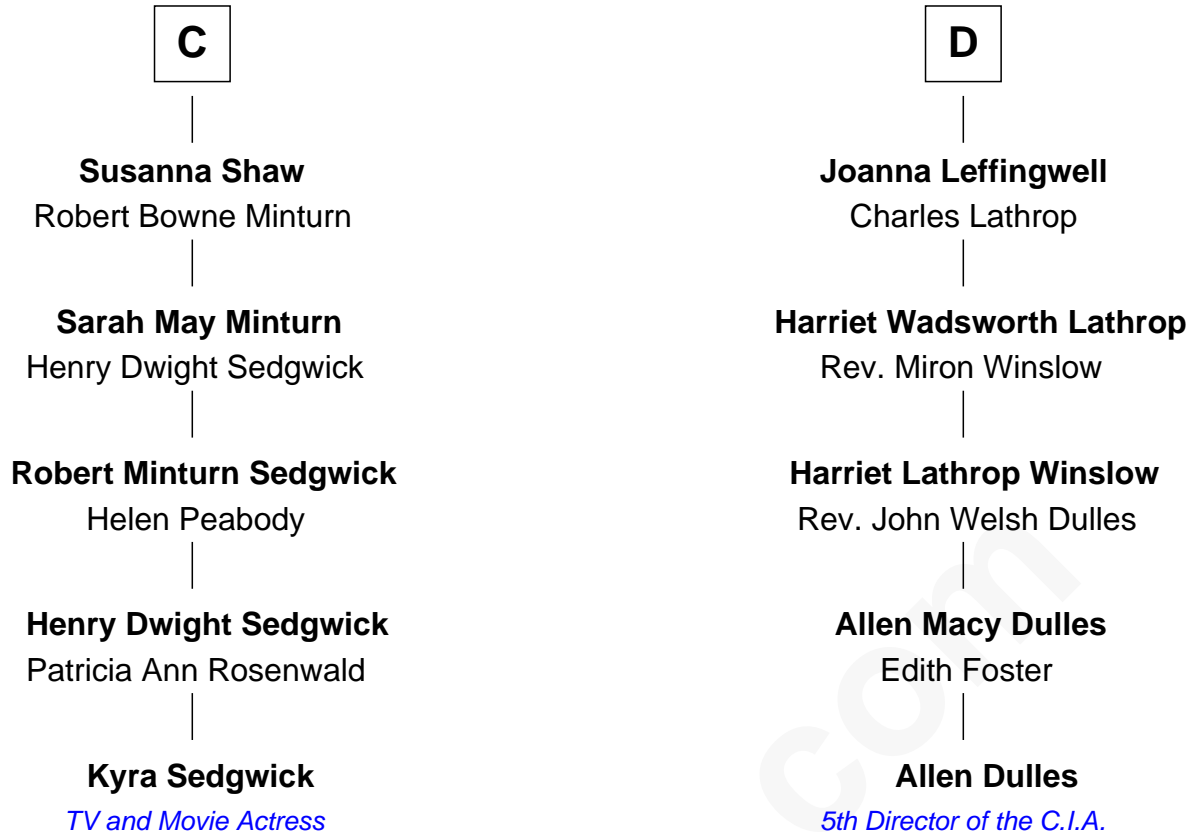 C
Susanna Shaw
Robert Bowne Minturn
Sarah May Minturn
Henry Dwight Sedgwick
Robert Minturn Sedgwick
Helen Peabody
Henry Dwight Sedgwick
Patricia Ann Rosenwald
Kyra Sedgwick
TV and Movie Actress
D
Joanna Leffingwell
Charles Lathrop
Harriet Wadsworth Lathrop
Rev. Miron Winslow
Harriet Lathrop Winslow
Rev. John Welsh Dulles
Allen Macy Dulles
Edith Foster
Allen Dulles
5th Director of the C.I.A.
com